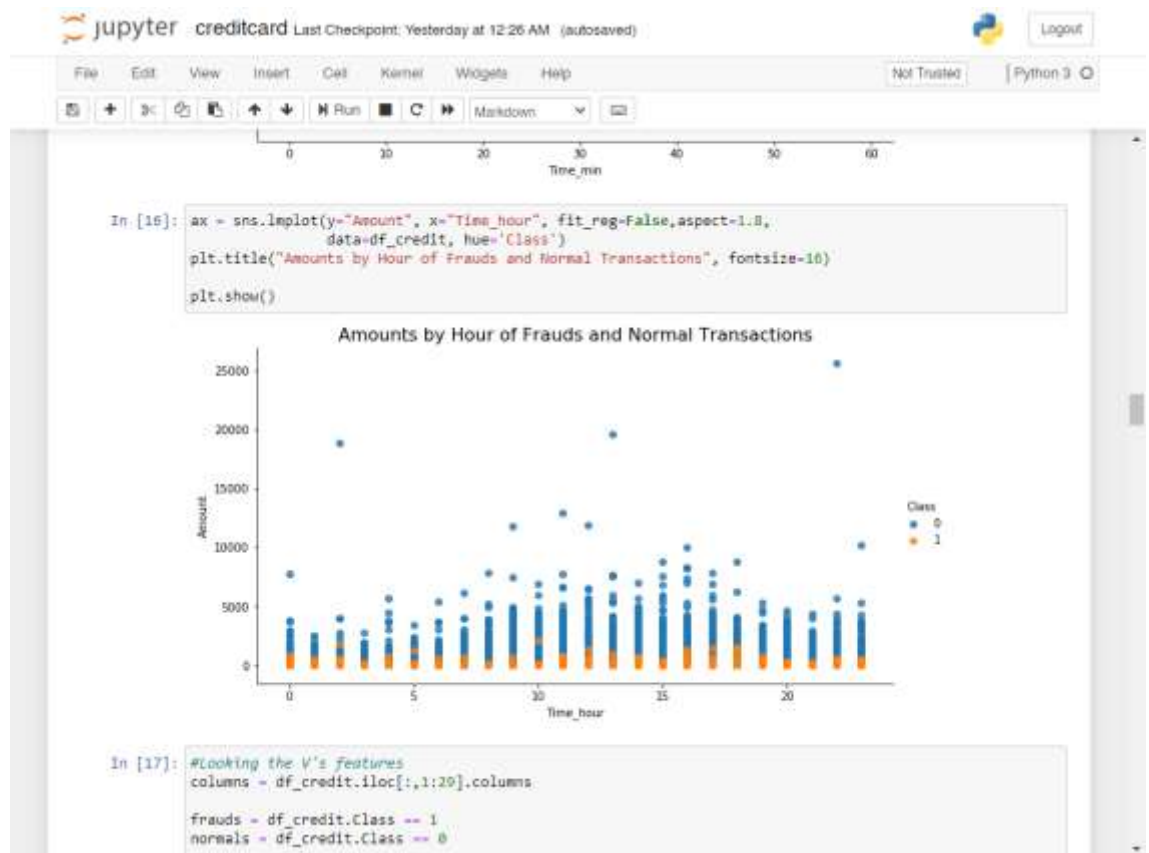 jupyter creditcard Last Checkpoint: Yesterday at 12:26 AM (autosaved)
Logout
File Edit View Insert Cell Kernel Widgets Help
Not Trusted
Python 3
Run
Markdown
0 10 20 30 40 50 60
Time_min
In [16]:
ax = sns.lmplot(y="Amount", x="Time_hour", fit_reg=False,aspect=1.8,
data=df_credit, hue='Class')
plt.title("Amounts by Hour of Frauds and Normal Transactions", fontsize=16)
plt.show()
Amounts by Hour of Frauds and Normal Transactions
25000
20000
15000
10000
5000
0
Amount
Class
0
1
0 5 10 15 20
Time_hour
In [17]:
#Looking the V's features
columns = df_credit.iloc[:,1:29].columns
frauds = df_credit.Class == 1
normals = df_credit.Class == 0